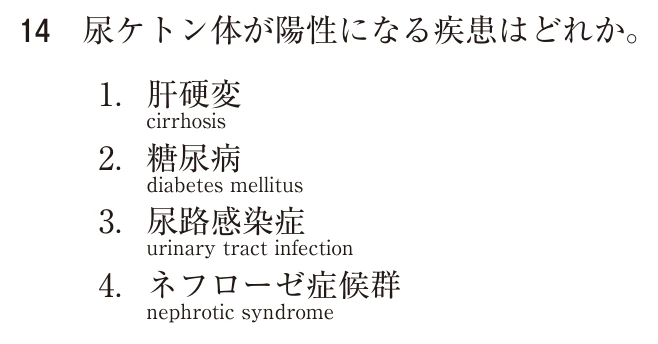 14 尿ケトン体が陽性になる疾患はどれか。
1. 肝硬変
cirrhosis
2. 糖尿病
diabetes mellitus
3. 尿路感染症
urinary tract infection
4. ネフローゼ症候群
nephrotic syndrome